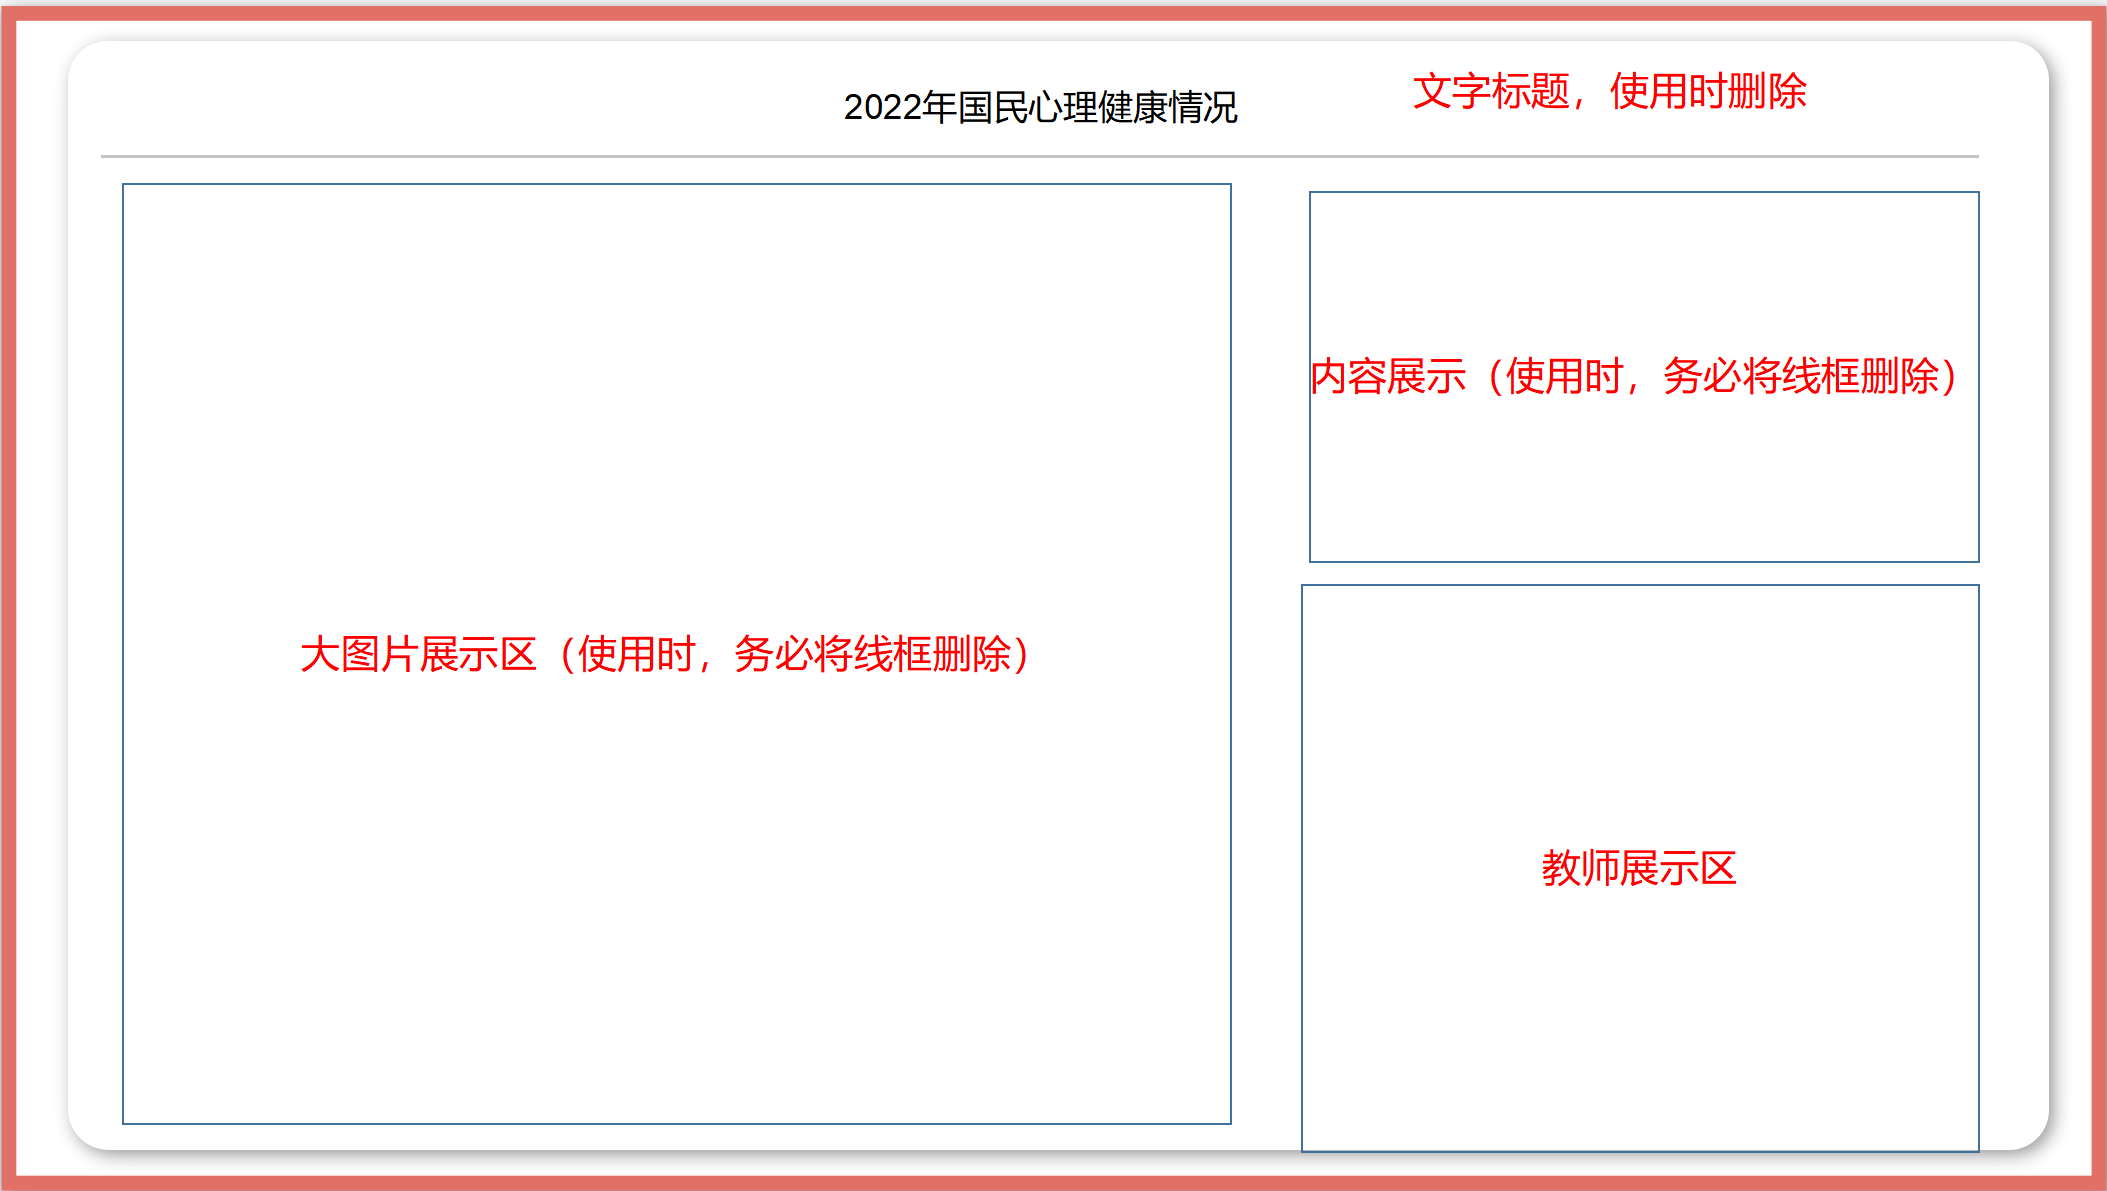 2022年国民心理健康情况
文字标题，使用时删除
内容展示（使用时，务必将线框删除）
大图片展示区（使用时，务必将线框删除）
教师展示区